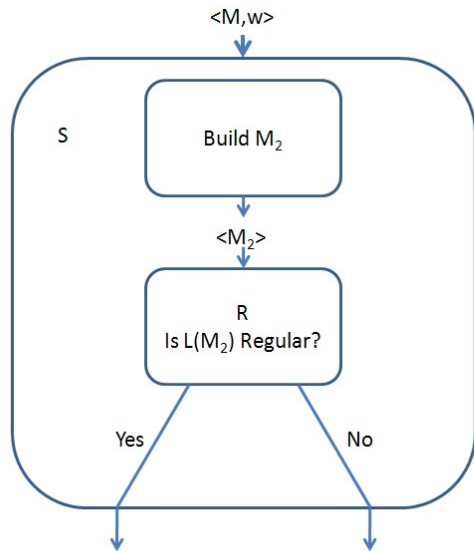 <M,w>
S
Build M₂
<M₂>
R
Is L(M₂) Regular?
Yes
No